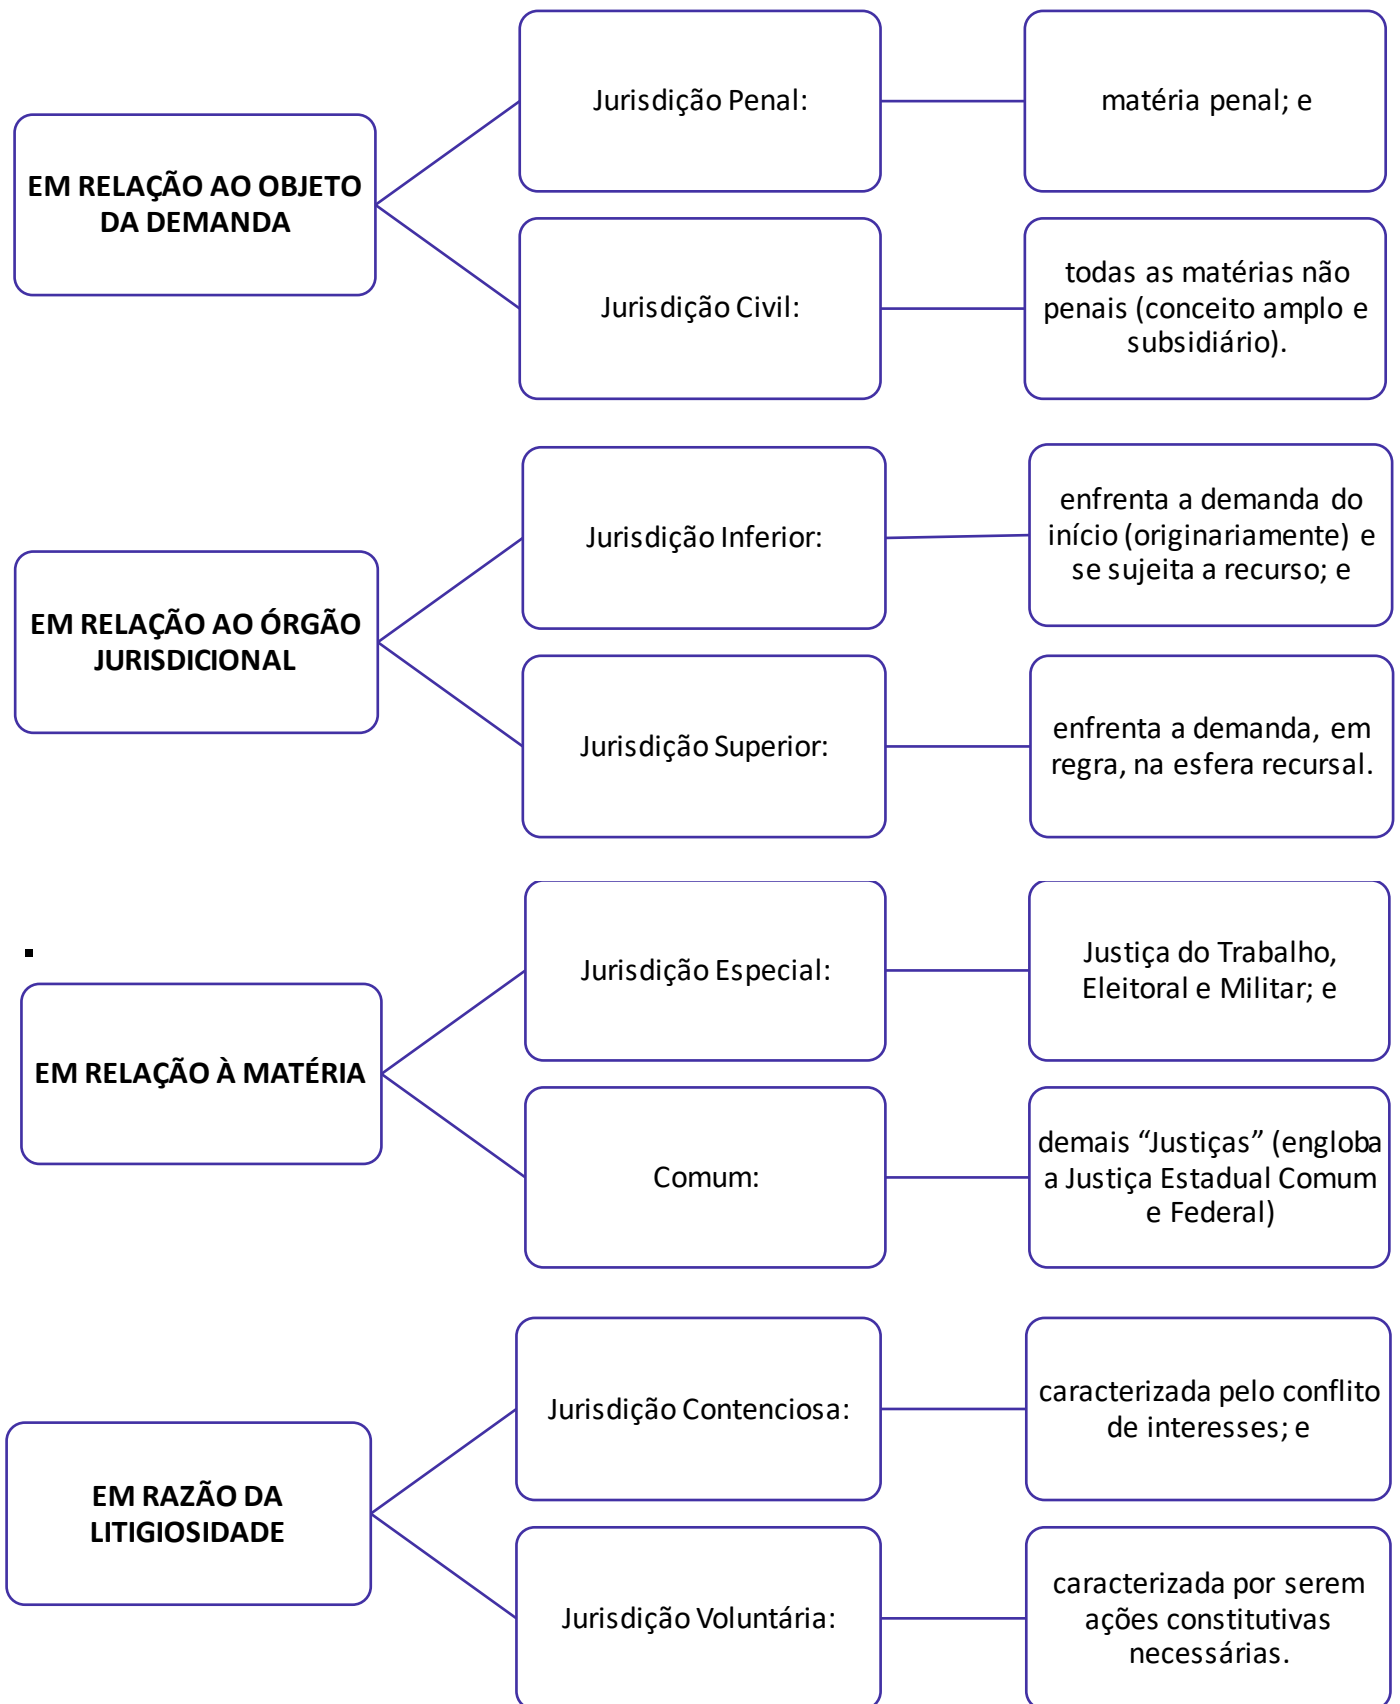 EM RELAÇÃO AO OBJETO
DA DEMANDA
Jurisdição Penal:
matéria penal; e
Jurisdição Civil:
todas as matérias não
penais (conceito amplo e
subsidiário).
EM RELAÇÃO AO ÓRGÃO
JURISDICIONAL
Jurisdição Inferior:
enfrenta a demanda do
início (originariamente) e
se sujeita a recurso; e
Jurisdição Superior:
enfrenta a demanda, em
regra, na esfera recursal.
EM RELAÇÃO À MATÉRIA
Jurisdição Especial:
Justiça do Trabalho,
Eleitoral e Militar; e
Comum:
demais “Justiças” (engloba
a Justiça Estadual Comum
e Federal)
EM RAZÃO DA
LITIGIOSIDADE
Jurisdição Contenciosa:
caracterizada pelo conflito
de interesses; e
Jurisdição Voluntária:
caracterizada por serem
ações constitutivas
necessárias.